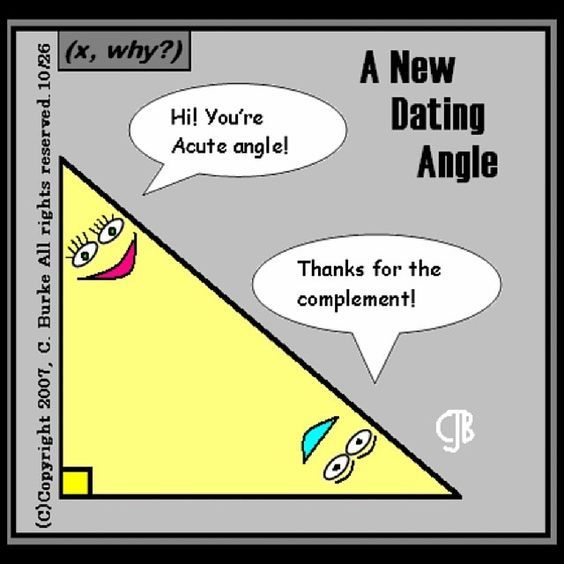 (x, why?)
A New
Dating
Angle
Hi! You're
Acute angle!
Thanks for the
complement!
CJB
(C)Copyright 2007, C. Burke All rights reserved. 10/26